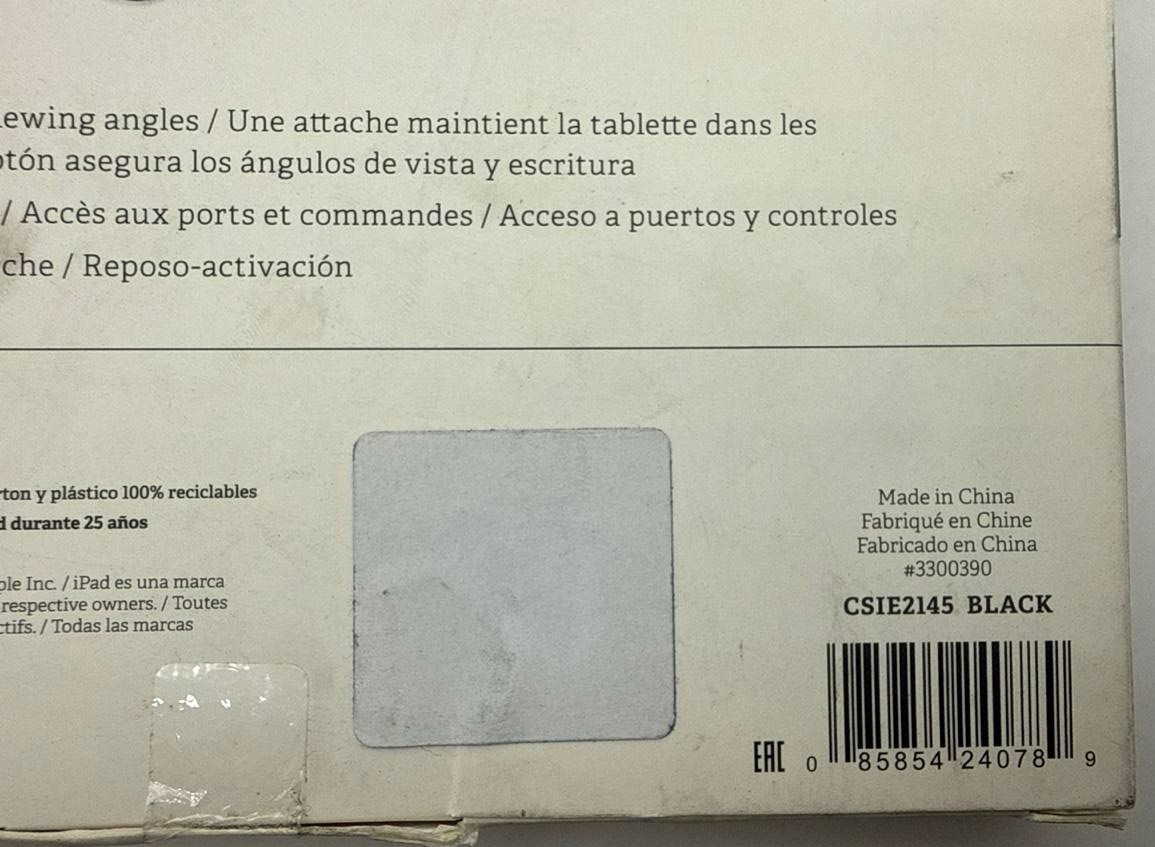 ewing angles / Une attache maintient la tablette dans les
tón asegura los ángulos de vista y escritura
/ Accès aux ports et commandes / Acceso a puertos y controles
che / Reposo-activación
ton y plástico 100% reciclables
d durante 25 años
ple Inc. / iPad es una marca
respective owners. / Toutes
ctifs. / Todas las marcas
Made in China
Fabriqué en Chine
Fabricado en China
#3300390
CSIE2145 BLACK
EAC 0 85854 24078 9